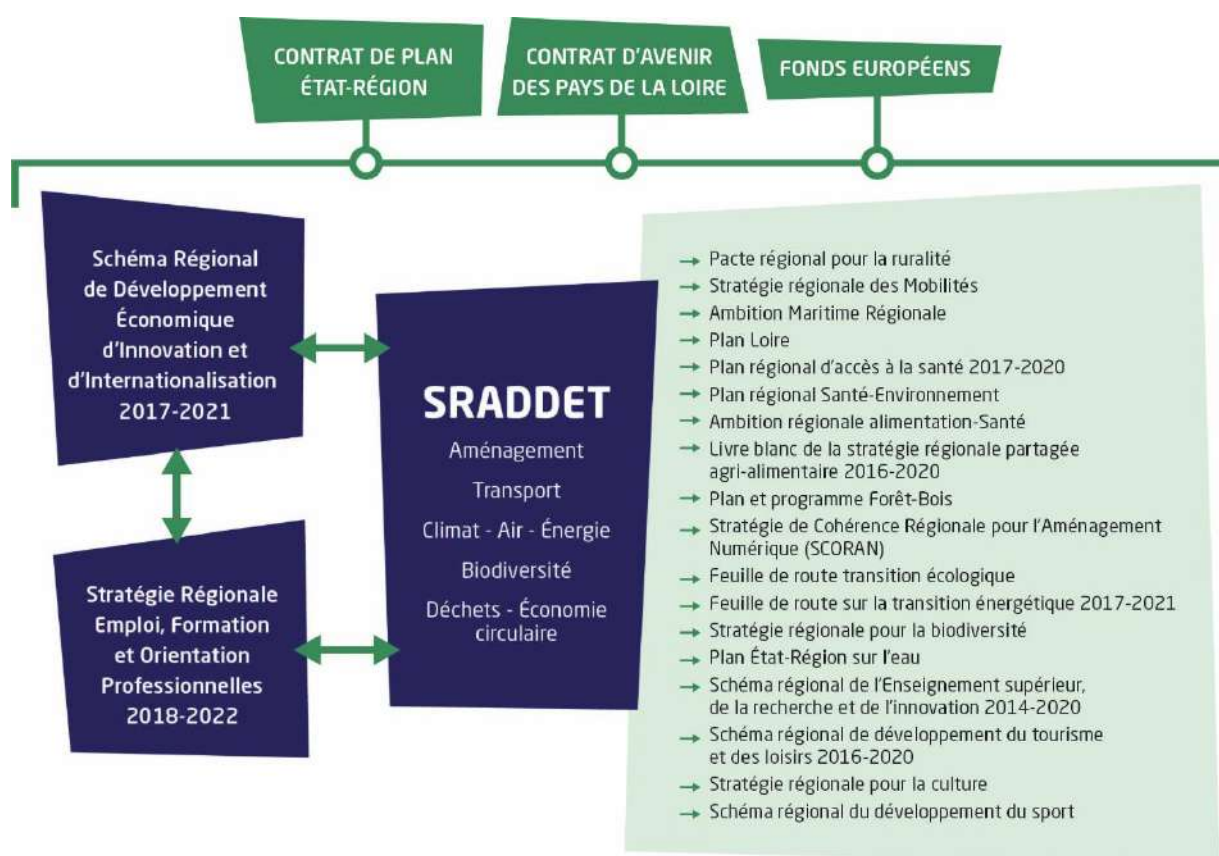 CONTRAT DE PLAN
ÉTAT-RÉGION
CONTRAT D'AVENIR
DES PAYS DE LA LOIRE
FONDS EUROPÉENS
Schéma Régional
de Développement
Économique
d'Innovation et
d'Internationalisation
2017-2021
Stratégie Régionale
Emploi, Formation
et Orientation
Professionnelles
2018-2022
SRADDET
Aménagement
Transport
Climat - Air - Énergie
Biodiversité
Déchets - Économie
circulaire
→ Pacte régional pour la ruralité
→ Stratégie régionale des Mobilités
→ Ambition Maritime Régionale
→ Plan Loire
→ Plan régional d'accès à la santé 2017-2020
→ Plan régional Santé-Environnement
→ Ambition régionale alimentation-Santé
→ Livre blanc de la stratégie régionale partagée
agri-alimentaire 2016-2020
→ Plan et programme Forêt-Bois
→ Stratégie de Cohérence Régionale pour l'Aménagement
Numérique (SCORAN)
→ Feuille de route transition écologique
→ Feuille de route sur la transition énergétique 2017-2021
→ Stratégie régionale pour la biodiversité
→ Plan État-Région sur l'eau
→ Schéma régional de l'Enseignement supérieur,
de la recherche et de l'innovation 2014-2020
→ Schéma régional de développement du tourisme
et des loisirs 2016-2020
→ Stratégie régionale pour la culture
→ Schéma régional du développement du sport